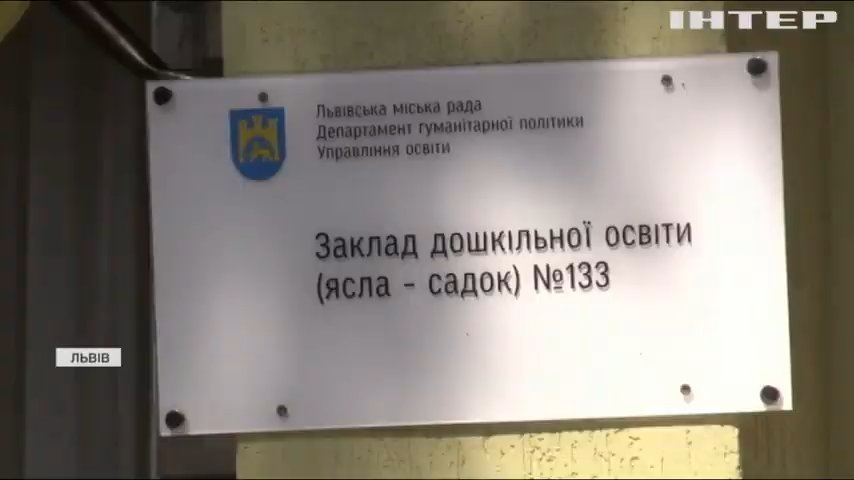 ІНТЕР
Львівська міська рада
Департамент гуманітарної політики
Управління освіти
Заклад дошкільної освіти
(ясла - садок) №133
ЛЬВІВ